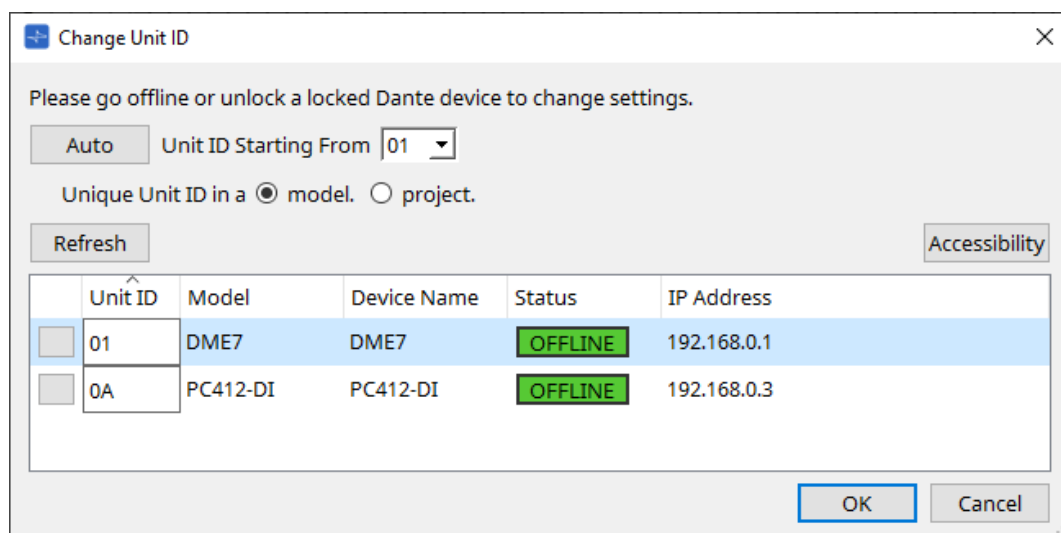 Change Unit ID
Please go offline or unlock a locked Dante device to change settings.
Auto Unit ID Starting From 01
Unique Unit ID in a model. project.
Refresh Accessibility
Unit ID Model Device Name Status IP Address
01 DME7 DME7 OFFLINE 192.168.0.1
0A PC412-DI PC412-DI OFFLINE 192.168.0.3
OK Cancel